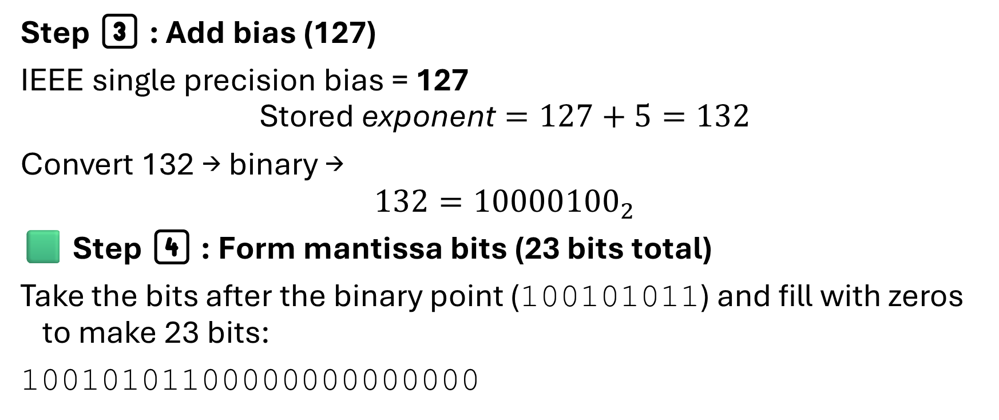 Step 3 : Add bias (127)
IEEE single precision bias = 127
Stored exponent = 127 + 5 = 132
Convert 132 → binary →
132 = 10000100₂
Step 4 : Form mantissa bits (23 bits total)
Take the bits after the binary point (100101011) and fill with zeros
to make 23 bits:
10010101100000000000000